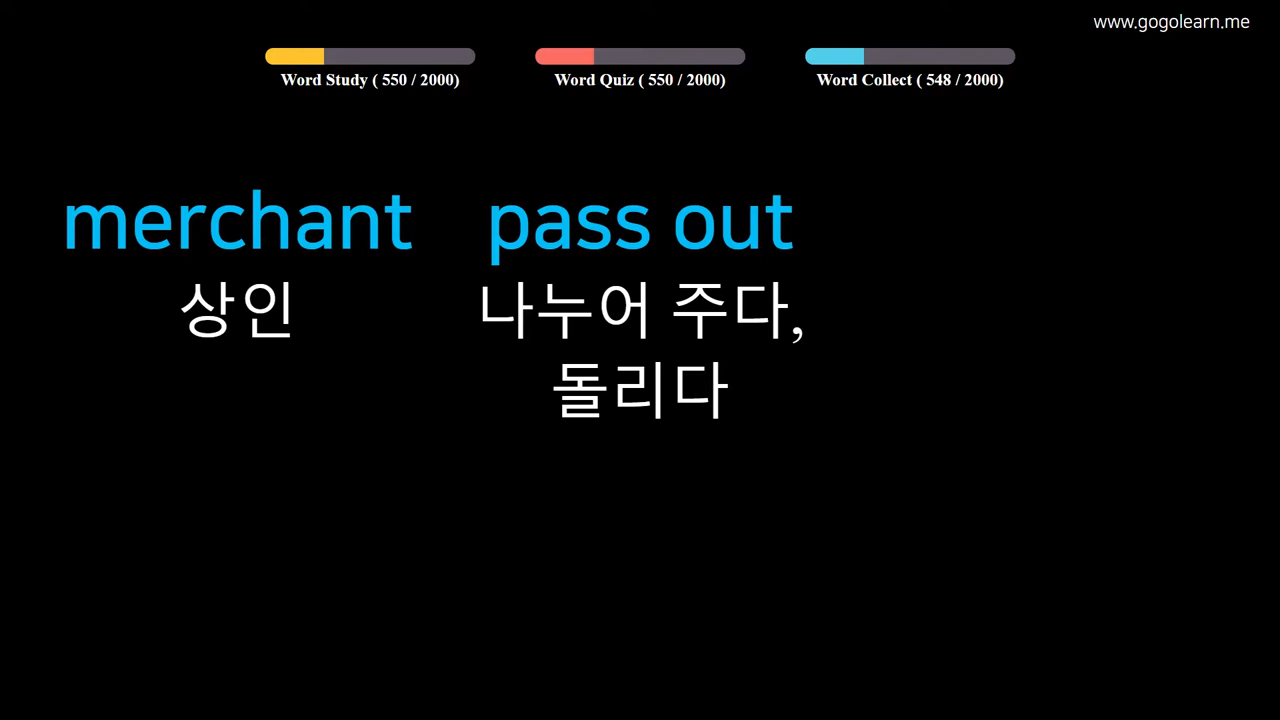 www.gogolearn.me
Word Study ( 550 / 2000)
Word Quiz ( 550 / 2000)
Word Collect ( 548 / 2000)
merchant
상인
pass out
나누어 주다,
돌리다